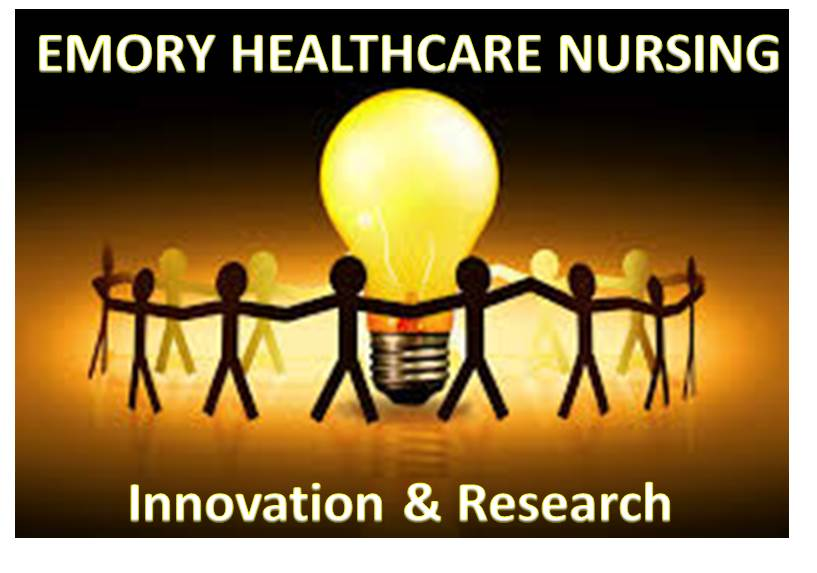 EMORY HEALTHCARE NURSING
Innovation & Research